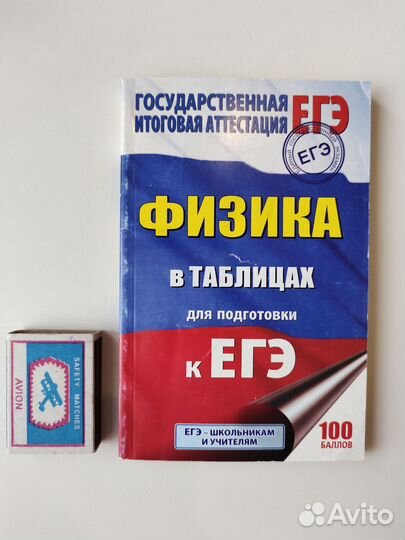 ГОСУДАРСТВЕННАЯ
ИТОГОВАЯ АТТЕСТАЦИЯ
ЕГЭ
ЕГЭ
ФИЗИКА
в ТАБЛИЦАХ
для подготовки
к ЕГЭ
ЕГЭ – ШКОЛЬНИКАМ
И УЧИТЕЛЯМ
100
БАЛЛОВ
AVION
SAFETY MATCHES
Avito